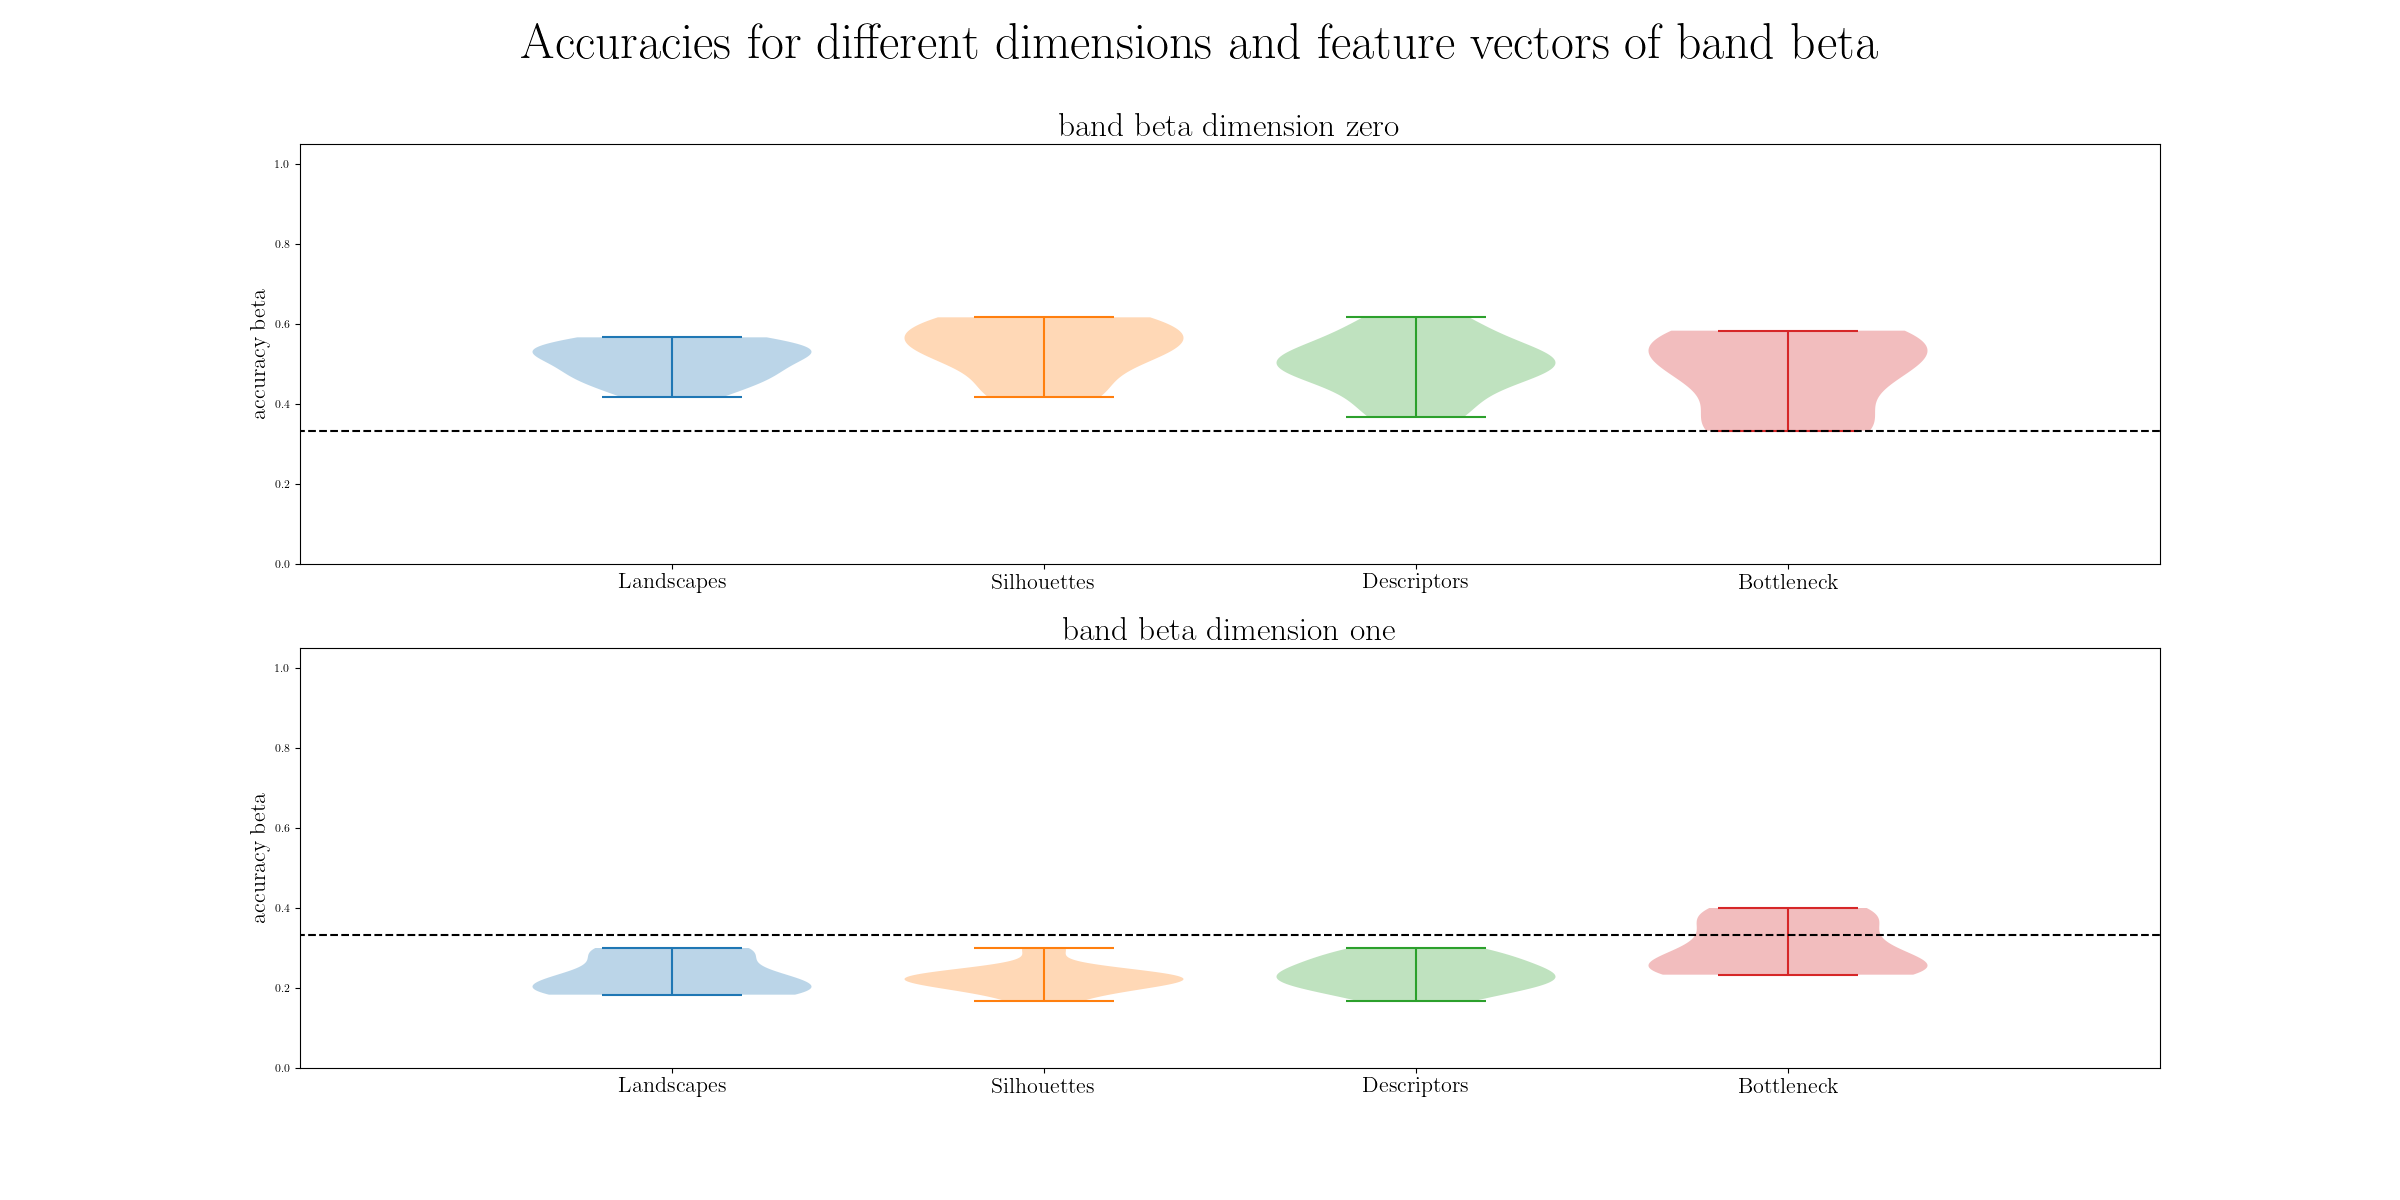 Accuracies for different dimensions and feature vectors of band beta
band beta dimension zero
accuracy beta
1.0
0.8
0.6
0.4
0.2
0.0
Landscapes Silhouettes Descriptors Bottleneck
band beta dimension one
accuracy beta
1.0
0.8
0.6
0.4
0.2
0.0
Landscapes Silhouettes Descriptors Bottleneck